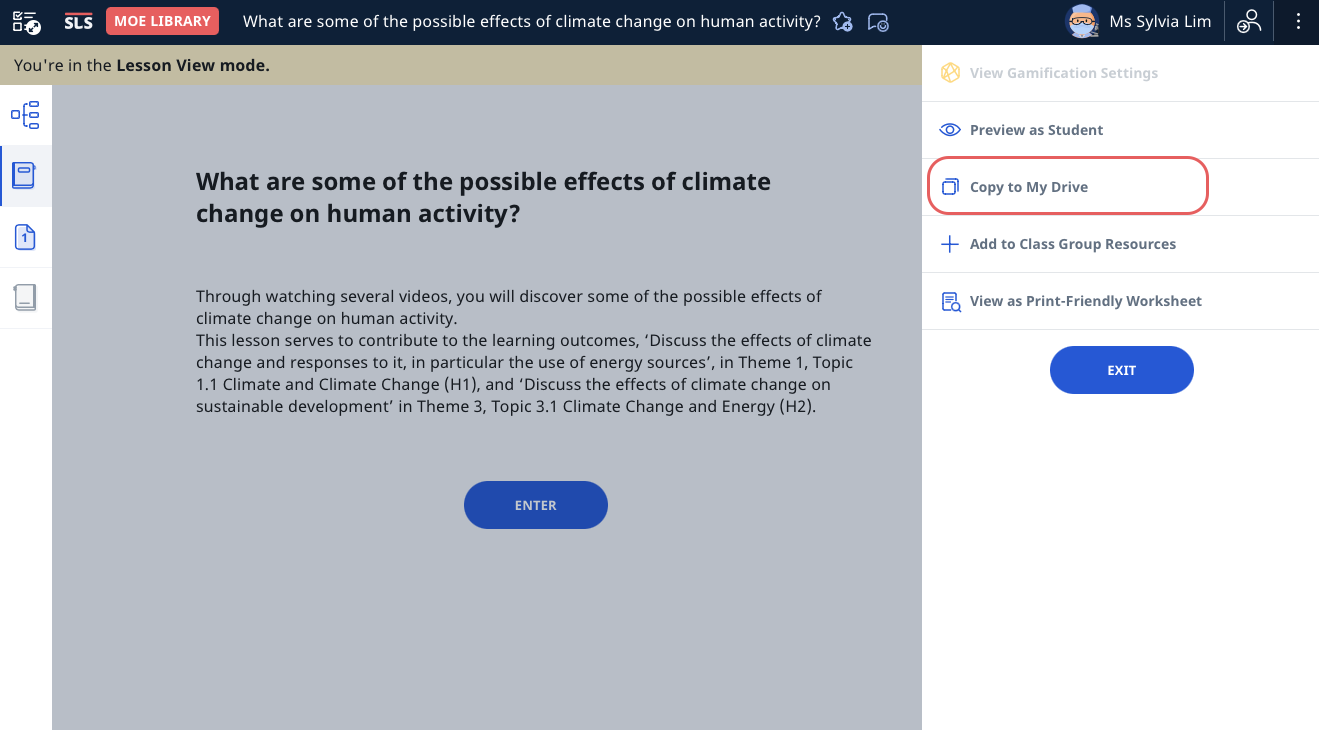 SLS
MOE LIBRARY
What are some of the possible effects of climate change on human activity?
Ms Sylvia Lim
You're in the Lesson View mode.
1
What are some of the possible effects of climate
change on human activity?
Through watching several videos, you will discover some of the possible effects of
climate change on human activity.
This lesson serves to contribute to the learning outcomes, ‘Discuss the effects of climate
change and responses to it, in particular the use of energy sources’, in Theme 1, Topic
1.1 Climate and Climate Change (H1), and ‘Discuss the effects of climate change on
sustainable development’ in Theme 3, Topic 3.1 Climate Change and Energy (H2).
ENTER
View Gamification Settings
Preview as Student
Copy to My Drive
Add to Class Group Resources
View as Print-Friendly Worksheet
EXIT